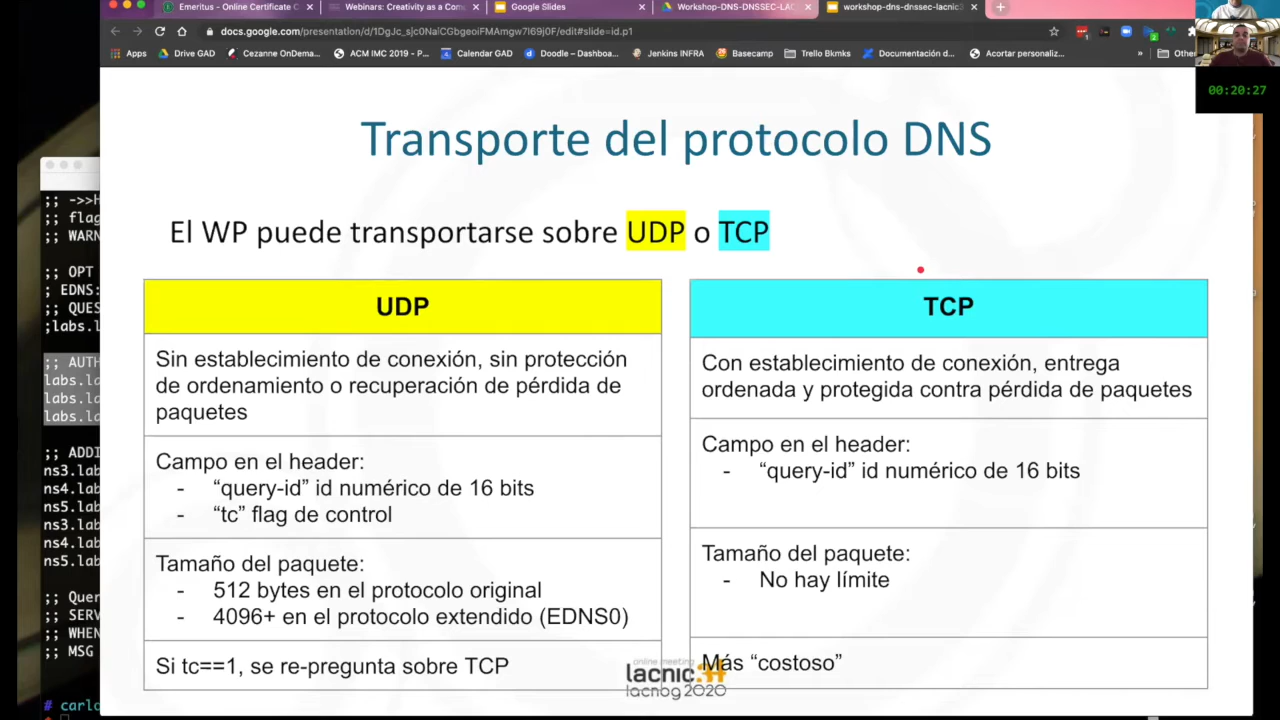 Emeritus - Online Certificate C
Webinars: Creativity as a Com
Google Slides
Workshop-DNS-DNSSEC-LAC
workshop-dns-dnssec-lacnic3
docs.google.com/presentation/d/1DgJc_sjc0NaICGbgeoiFMAmgw7l69j0F/edit#slide=id.p1
Apps
Drive GAD
Cezanne OnDema...
ACM IMC 2019 - P...
Calendar GAD
Doodle – Dashboa...
Jenkins INFRA
Basecamp
Trello Bkmks
Documentación d...
Acortar personaliz...
»
Other
00:20:27
Transporte del protocolo DNS
El WP puede transportarse sobre UDP o TCP
UDP
Sin establecimiento de conexión, sin protección
de ordenamiento o recuperación de pérdida de
paquetes
Campo en el header:
- “query-id” id numérico de 16 bits
- “tc” flag de control
Tamaño del paquete:
- 512 bytes en el protocolo original
- 4096+ en el protocolo extendido (EDNS0)
Si tc==1, se re-pregunta sobre TCP
TCP
Con establecimiento de conexión, entrega
ordenada y protegida contra pérdida de paquetes
Campo en el header:
- “query-id” id numérico de 16 bits
Tamaño del paquete:
- No hay límite
Más “costoso”
online meeting
lacnic34
lacnog2020
;; ->>H
;; flag
;; WARN
;; OPT
; EDNS:
;; QUES
;labs.l
;; AUTH
labs.la
labs.la
labs.la
;; ADDI
ns3.lab
ns4.lab
ns5.lab
ns3.lab
ns4.lab
ns5.lab
;; Quer
;; SERV
;; WHEN
;; MSG
# carlo